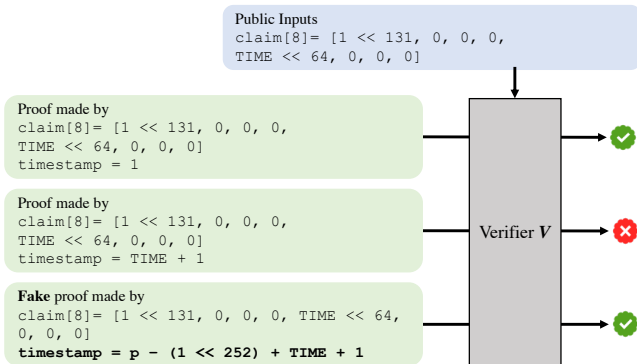 Public Inputs
claim[8]= [1 << 131, 0, 0, 0,
TIME << 64, 0, 0, 0]
Proof made by
claim[8]= [1 << 131, 0, 0, 0,
TIME << 64, 0, 0, 0]
timestamp = 1
Proof made by
claim[8]= [1 << 131, 0, 0, 0,
TIME << 64, 0, 0, 0]
timestamp = TIME + 1
Verifier V
Fake proof made by
claim[8]= [1 << 131, 0, 0, 0, TIME << 64,
0, 0, 0]
timestamp = p – (1 << 252) + TIME + 1